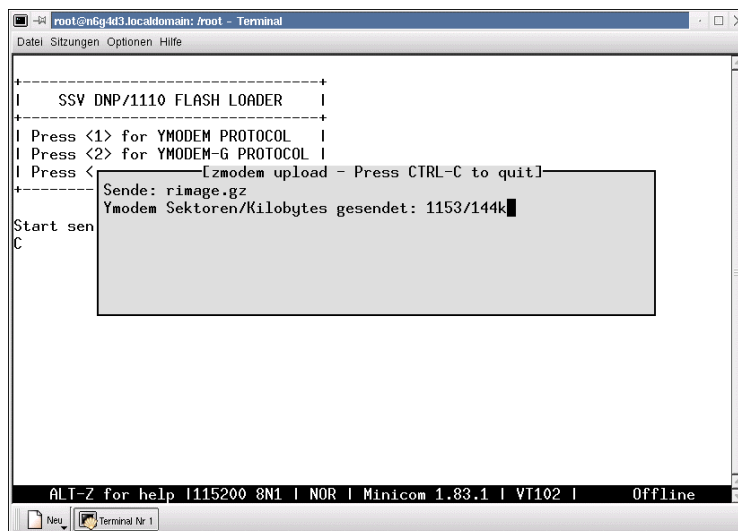 root@n6g4d3.localdomain: /root - Terminal
Datei Sitzungen Optionen Hilfe
+--------------------------------+
| SSV DNP/1110 FLASH LOADER |
+--------------------------------+
| Press <1> for YMODEM PROTOCOL |
| Press <2> for YMODEM-G PROTOCOL |
| Press <
[zmodem upload - Press CTRL-C to quit]
+--------
Sende: rimage.gz
Ymodem Sektoren/Kilobytes gesendet: 1153/144k
Start sen
C
ALT-Z for help |115200 8N1 | NOR | Minicom 1.83.1 | VT102 | Offline
Neu Terminal Nr 1